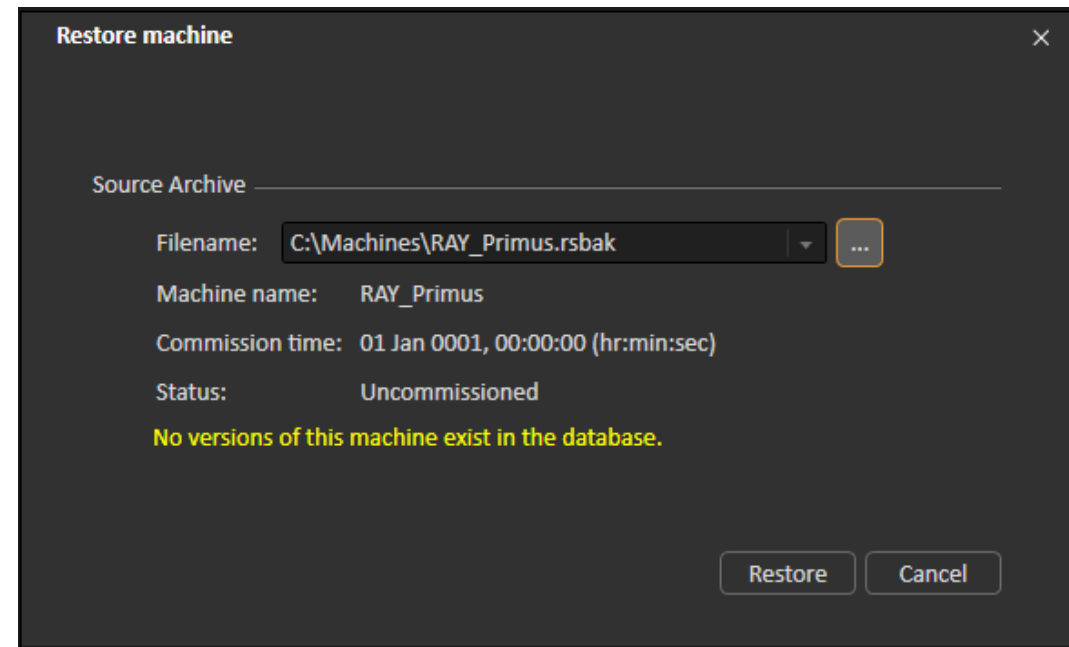 Restore machine
Source Archive
Filename: C:\Machines\RAY_Primus.rsbak ...
Machine name: RAY_Primus
Commission time: 01 Jan 0001, 00:00:00 (hr:min:sec)
Status: Uncommissioned
No versions of this machine exist in the database.
Restore Cancel